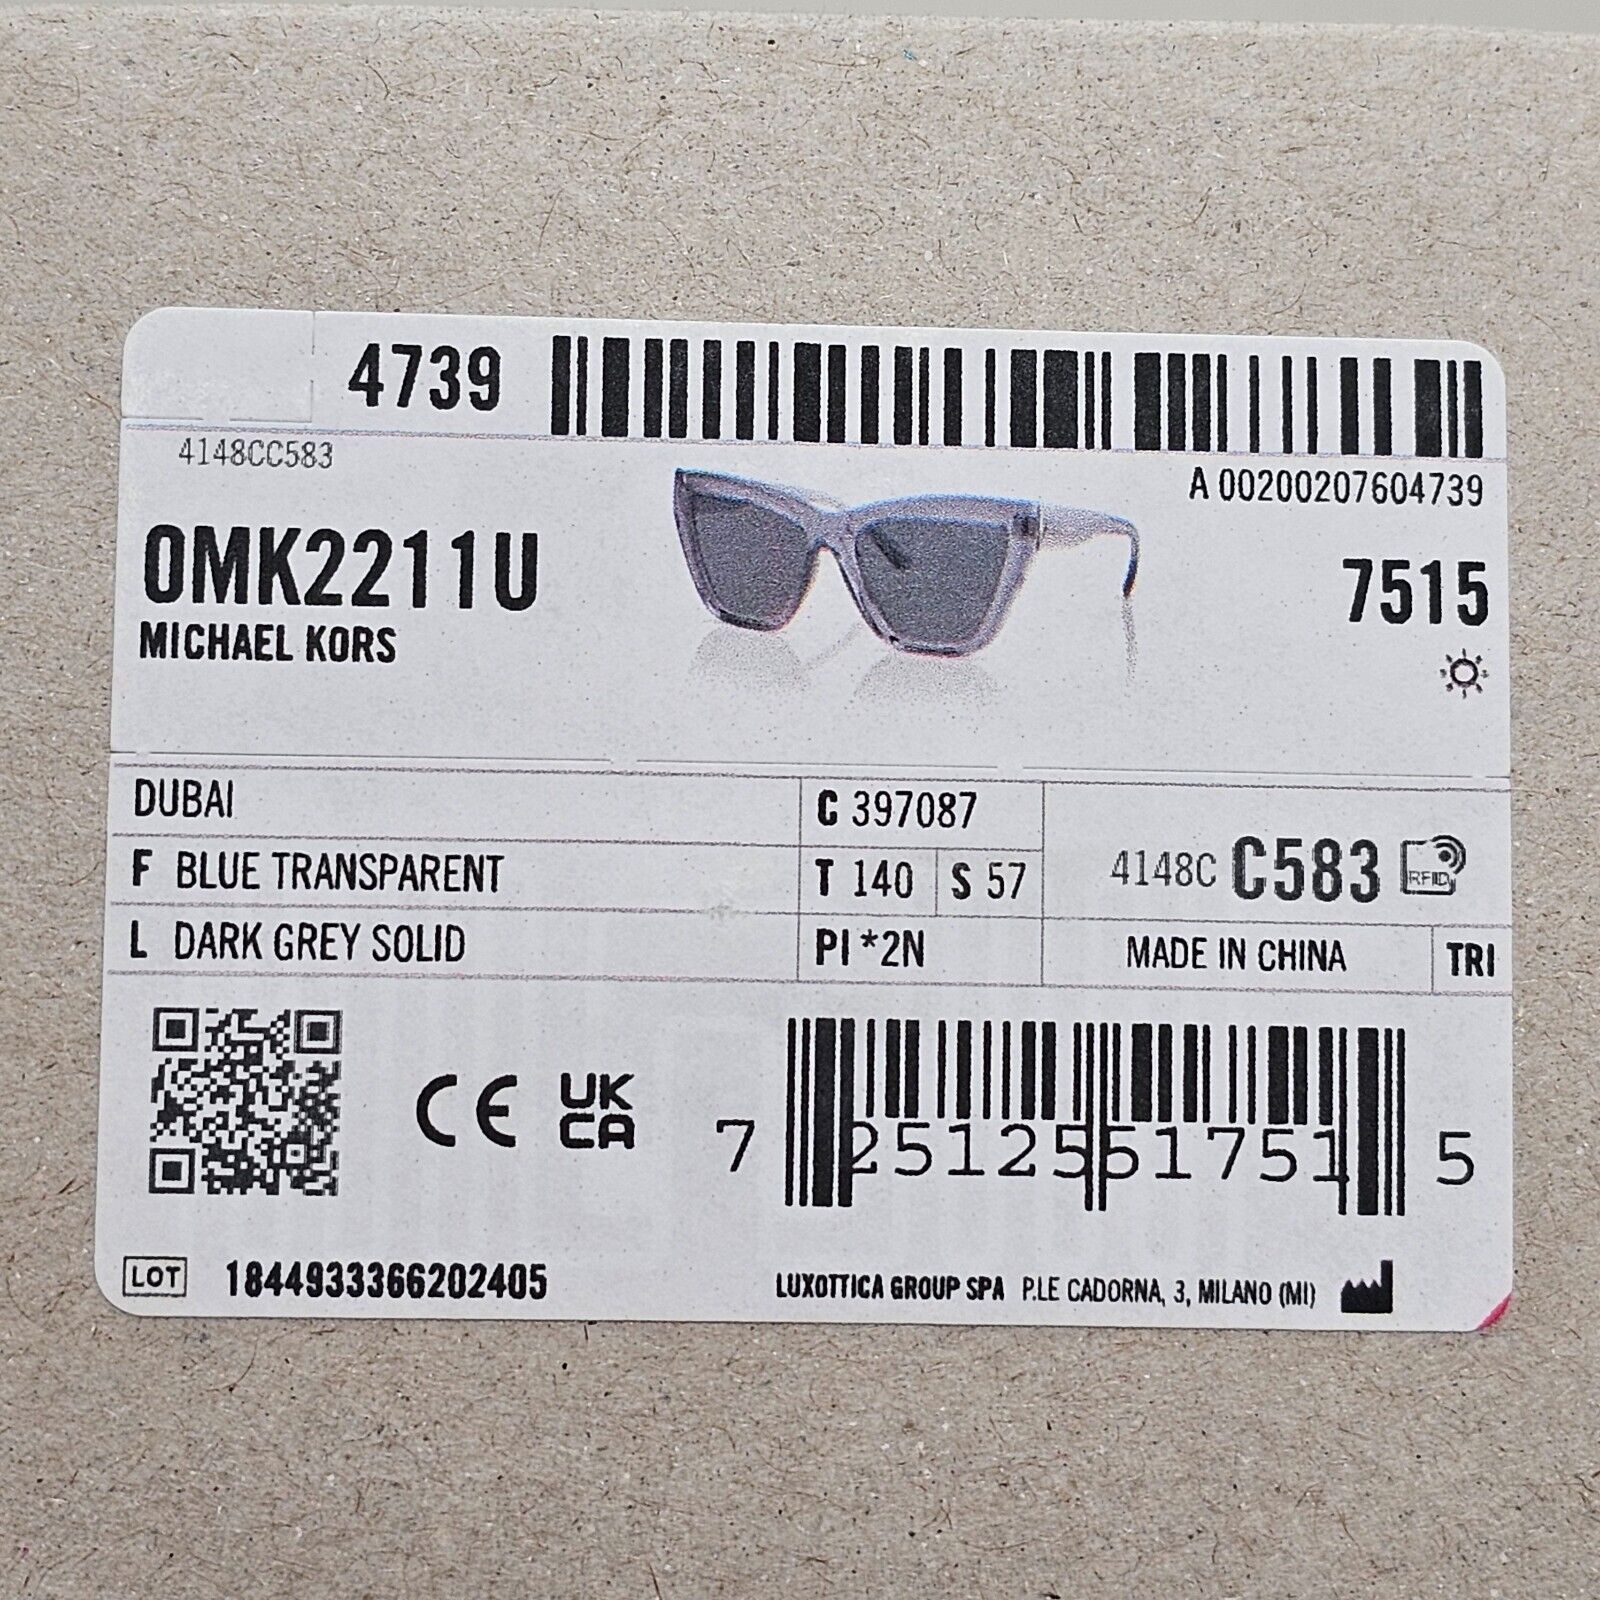 4739
4148CC583
A 00200207604739
0MK2211U
7515
MICHAEL KORS
DUBAI
C 397087
F BLUE TRANSPARENT
T 140 S 57
4148C C583 RFID
L DARK GREY SOLID
PI *2N
MADE IN CHINA
TRI
CE UK CA
7 25125 51751 5
LOT 1844933366202405
LUXOTTICA GROUP SPA P.LE CADORNA, 3, MILANO (MI)